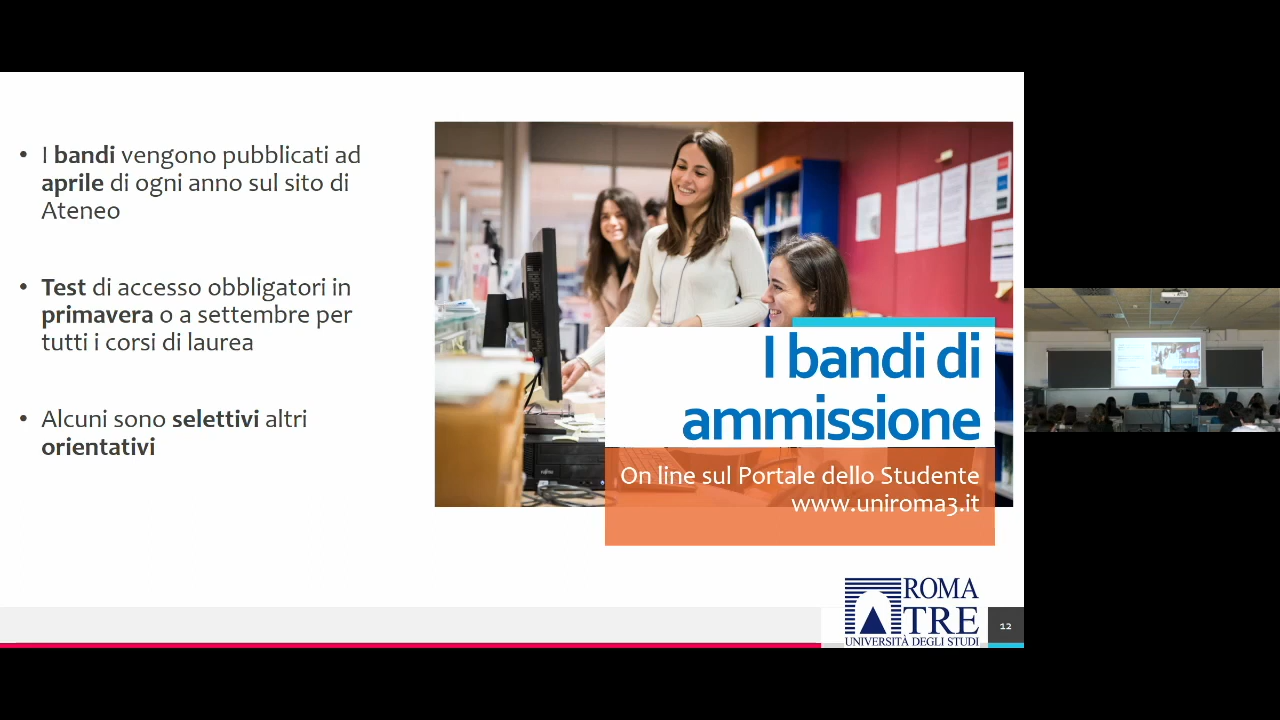 • I bandi vengono pubblicati ad
aprile di ogni anno sul sito di
Ateneo
• Test di accesso obbligatori in
primavera o a settembre per
tutti i corsi di laurea
• Alcuni sono selettivi altri
orientativi
I bandi di
ammissione
On line sul Portale dello Studente
www.uniroma3.it
ROMA
TRE
UNIVERSITÀ DEGLI STUDI
12